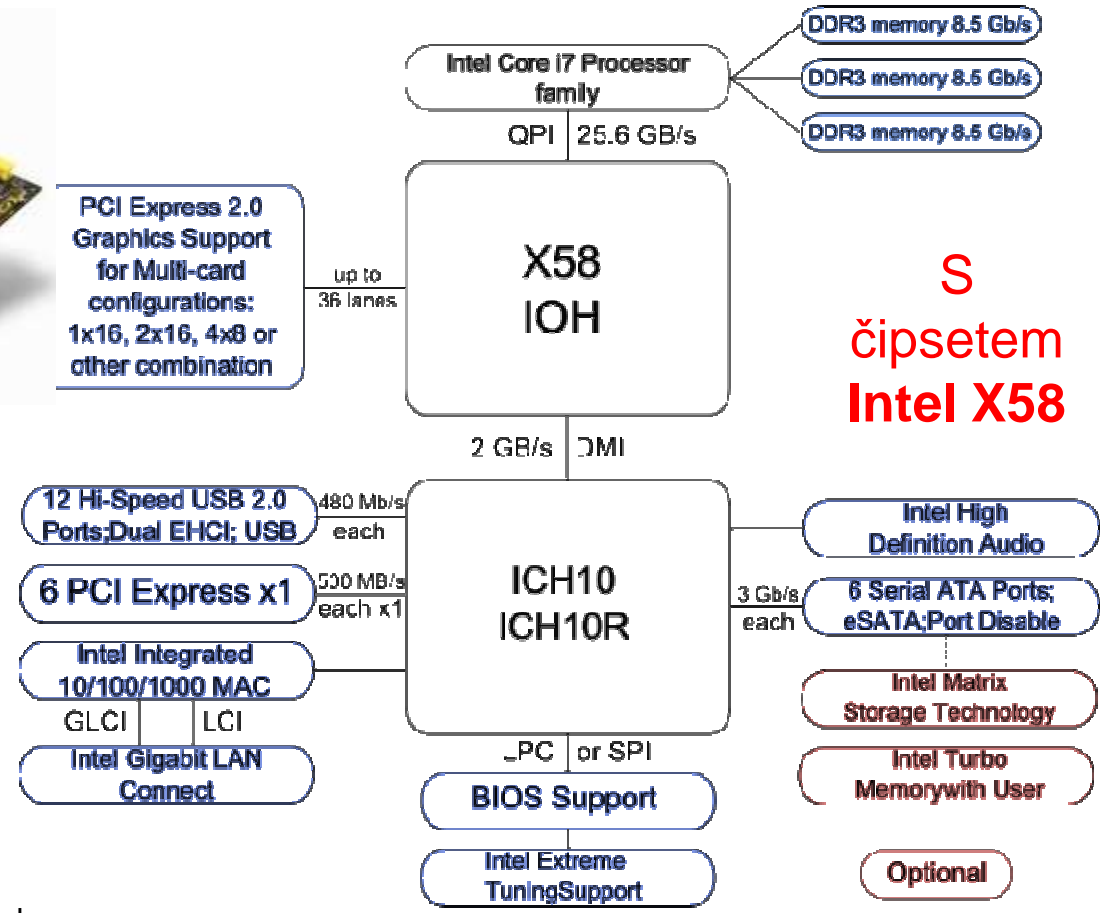 DDR3 memory 8.5 Gb/s
Intel Core i7 Processor
family
DDR3 memory 8.5 Gb/s
DDR3 memory 8.5 Gb/s
QPI 25.6 GB/s
PCI Express 2.0
Graphics Support
for Multi-card
configurations:
1x16, 2x16, 4x8 or
other combination
up to
36 lanes
X58
IOH
S
čipsetem
Intel X58
2 GB/s DMI
12 Hi-Speed USB 2.0
Ports;Dual EHCI; USB
480 Mb/s
each
6 PCI Express x1
500 MB/s
each x1
Intel Integrated
10/100/1000 MAC
GLCI LCI
Intel Gigabit LAN
Connect
ICH10
ICH10R
Intel High
Definition Audio
3 Gb/s
each
6 Serial ATA Ports;
eSATA;Port Disable
Intel Matrix
Storage Technology
Intel Turbo
Memorywith User
LPC or SPI
BIOS Support
Intel Extreme
TuningSupport
Optional